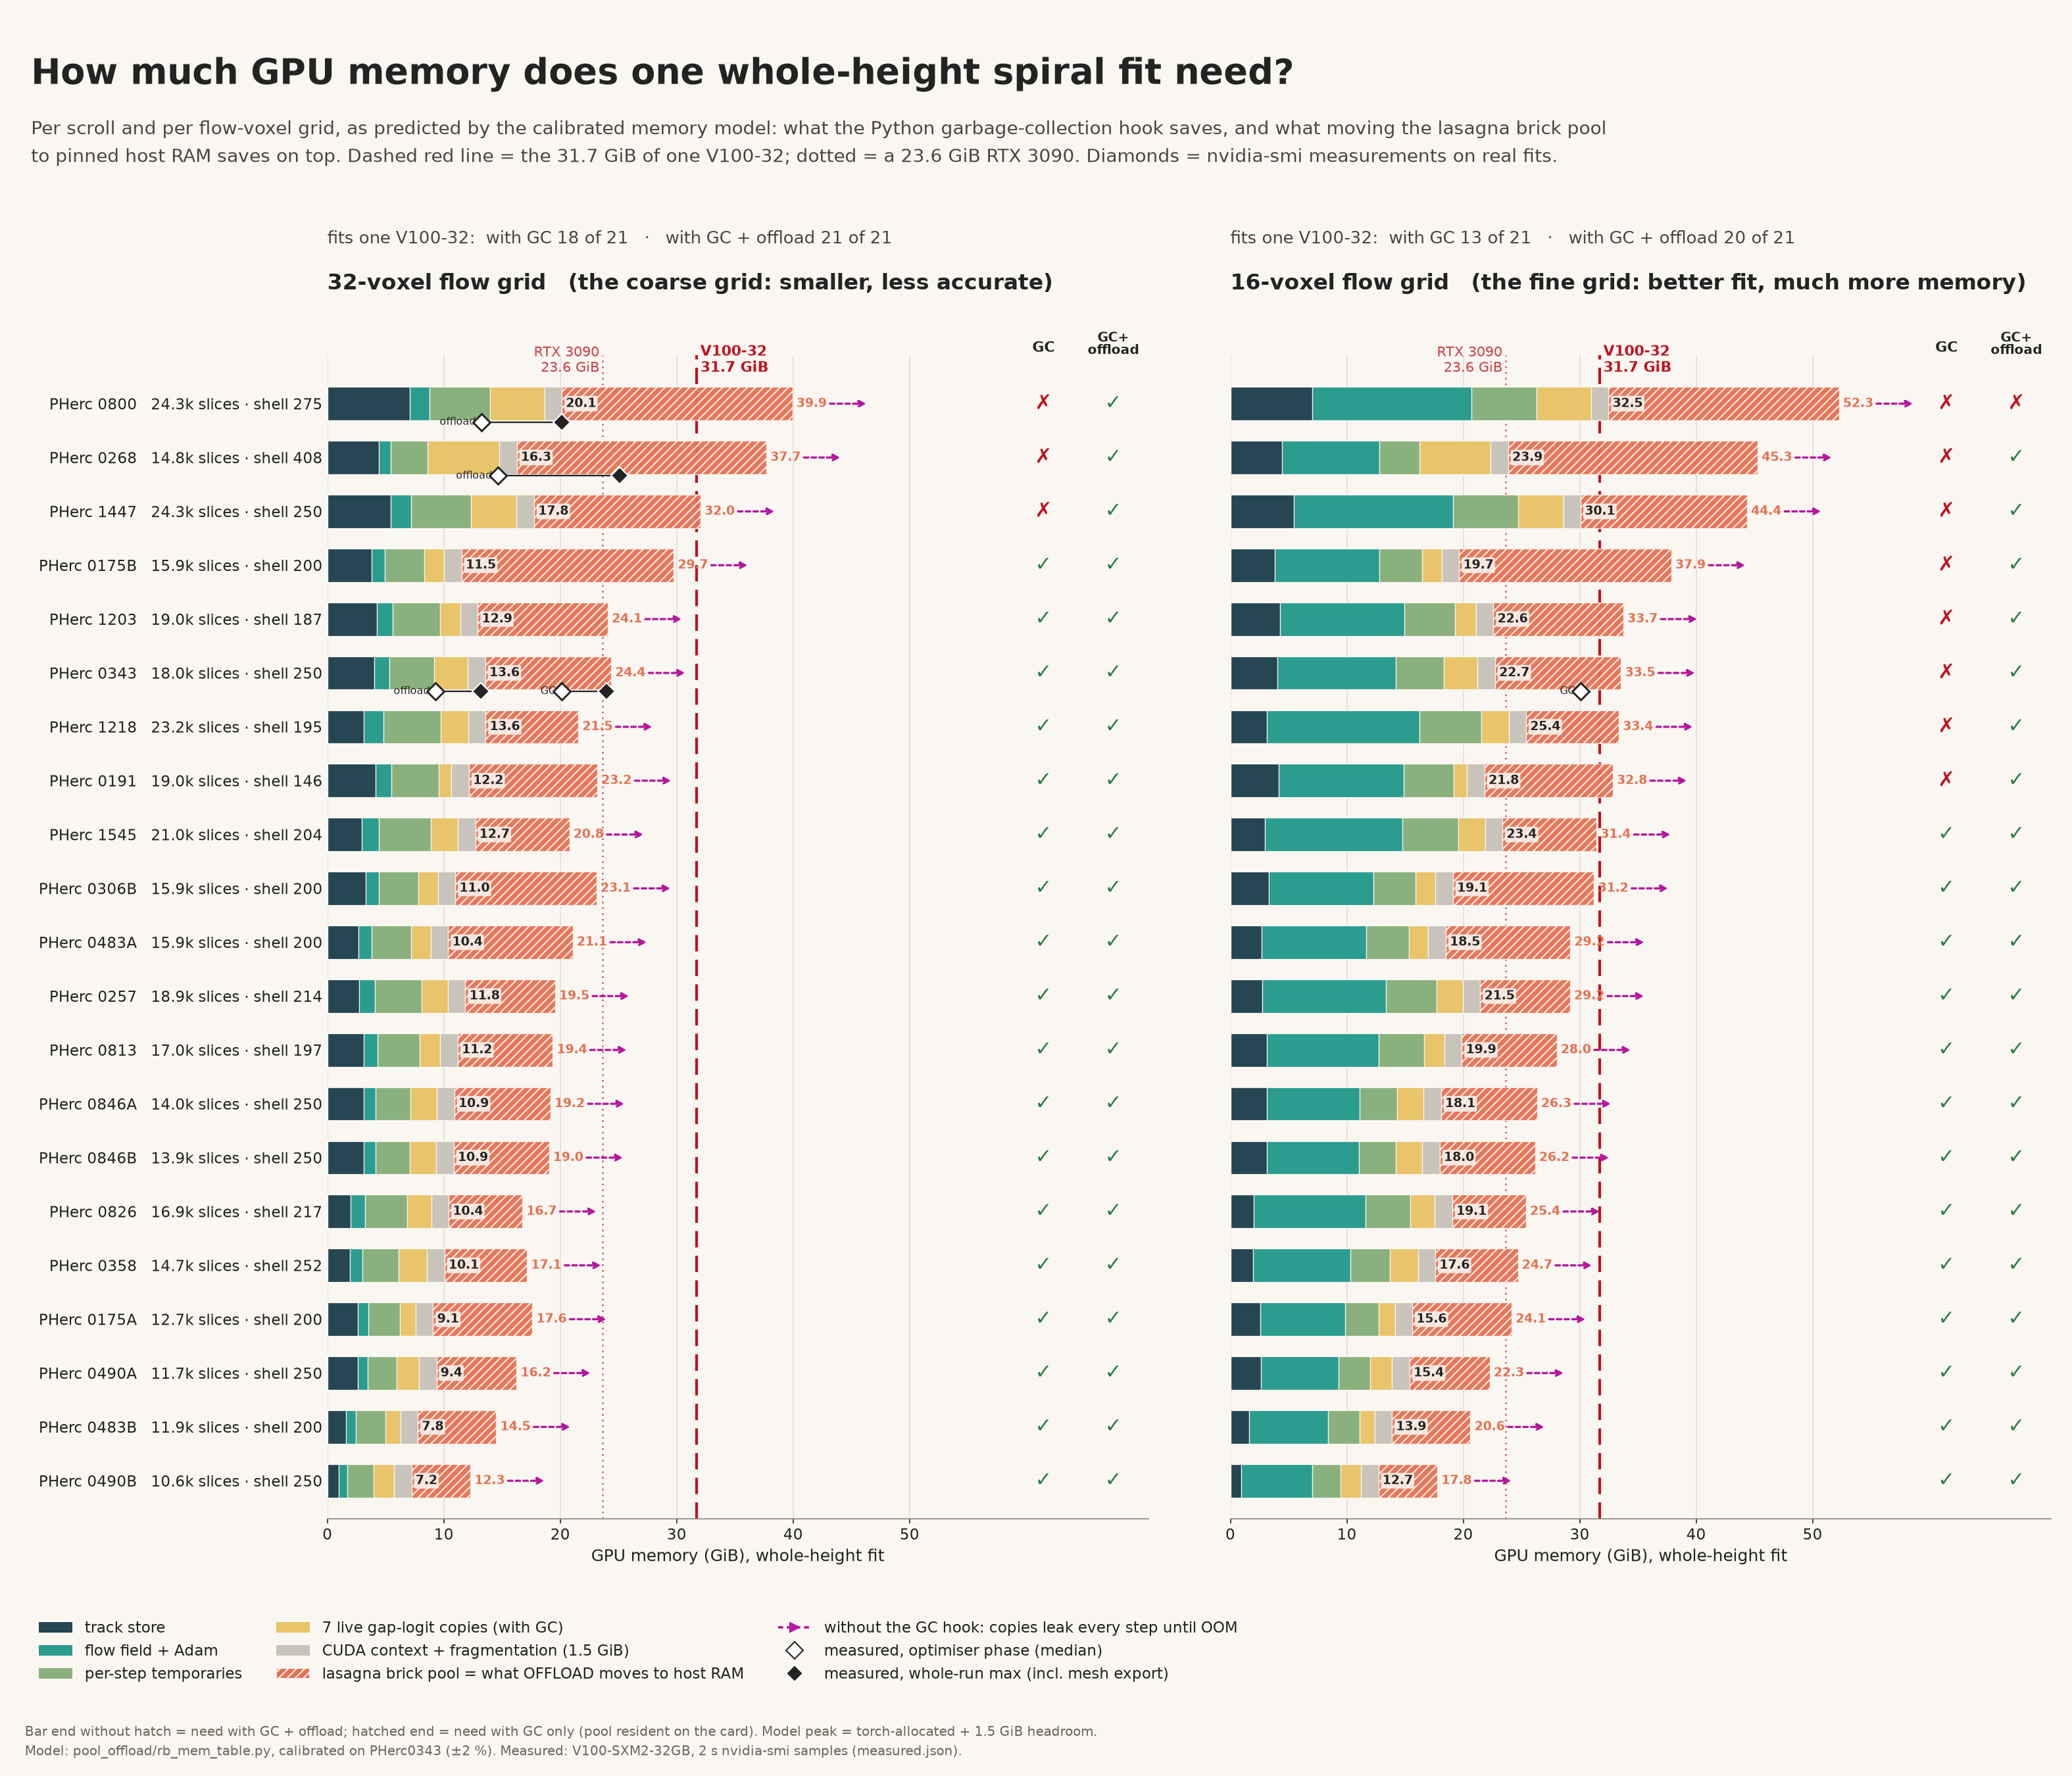 How much GPU memory does one whole-height spiral fit need?
Per scroll and per flow-voxel grid, as predicted by the calibrated memory model: what the Python garbage-collection hook saves, and what moving the lasagna brick pool
to pinned host RAM saves on top. Dashed red line = the 31.7 GiB of one V100-32; dotted = a 23.6 GiB RTX 3090. Diamonds = nvidia-smi measurements on real fits.
fits one V100-32:  with GC 18 of 21   ·   with GC + offload 21 of 21
32-voxel flow grid   (the coarse grid: smaller, less accurate)
RTX 3090
23.6 GiB
V100-32
31.7 GiB
GC
GC+
offload
PHerc 0800   24.3k slices · shell 275   20.1   39.9   ✗   ✓
offload
PHerc 0268   14.8k slices · shell 408   16.3   37.7   ✗   ✓
offload
PHerc 1447   24.3k slices · shell 250   17.8   32.0   ✗   ✓
PHerc 0175B   15.9k slices · shell 200   11.5   29.7   ✓   ✓
PHerc 1203   19.0k slices · shell 187   12.9   24.1   ✓   ✓
PHerc 0343   18.0k slices · shell 250   13.6   24.4   ✓   ✓
offload   GC
PHerc 1218   23.2k slices · shell 195   13.6   21.5   ✓   ✓
PHerc 0191   19.0k slices · shell 146   12.2   23.2   ✓   ✓
PHerc 1545   21.0k slices · shell 204   12.7   20.8   ✓   ✓
PHerc 0306B   15.9k slices · shell 200   11.0   23.1   ✓   ✓
PHerc 0483A   15.9k slices · shell 200   10.4   21.1   ✓   ✓
PHerc 0257   18.9k slices · shell 214   11.8   19.5   ✓   ✓
PHerc 0813   17.0k slices · shell 197   11.2   19.4   ✓   ✓
PHerc 0846A   14.0k slices · shell 250   10.9   19.2   ✓   ✓
PHerc 0846B   13.9k slices · shell 250   10.9   19.0   ✓   ✓
PHerc 0826   16.9k slices · shell 217   10.4   16.7   ✓   ✓
PHerc 0358   14.7k slices · shell 252   10.1   17.1   ✓   ✓
PHerc 0175A   12.7k slices · shell 200   9.1   17.6   ✓   ✓
PHerc 0490A   11.7k slices · shell 250   9.4   16.2   ✓   ✓
PHerc 0483B   11.9k slices · shell 200   7.8   14.5   ✓   ✓
PHerc 0490B   10.6k slices · shell 250   7.2   12.3   ✓   ✓
0   10   20   30   40   50
GPU memory (GiB), whole-height fit
fits one V100-32:  with GC 13 of 21   ·   with GC + offload 20 of 21
16-voxel flow grid   (the fine grid: better fit, much more memory)
RTX 3090
23.6 GiB
V100-32
31.7 GiB
GC
GC+
offload
32.5   52.3   ✗   ✗
23.9   45.3   ✗   ✓
30.1   44.4   ✗   ✓
19.7   37.9   ✗   ✓
22.6   33.7   ✗   ✓
22.7   33.5   ✗   ✓
GC
25.4   33.4   ✗   ✓
21.8   32.8   ✗   ✓
23.4   31.4   ✓   ✓
19.1   31.2   ✓   ✓
18.5   29.2   ✓   ✓
21.5   29.2   ✓   ✓
19.9   28.0   ✓   ✓
18.1   26.3   ✓   ✓
18.0   26.2   ✓   ✓
19.1   25.4   ✓   ✓
17.6   24.7   ✓   ✓
15.6   24.1   ✓   ✓
15.4   22.3   ✓   ✓
13.9   20.6   ✓   ✓
12.7   17.8   ✓   ✓
0   10   20   30   40   50
GPU memory (GiB), whole-height fit
track store
flow field + Adam
per-step temporaries
7 live gap-logit copies (with GC)
CUDA context + fragmentation (1.5 GiB)
lasagna brick pool = what OFFLOAD moves to host RAM
without the GC hook: copies leak every step until OOM
measured, optimiser phase (median)
measured, whole-run max (incl. mesh export)
Bar end without hatch = need with GC + offload; hatched end = need with GC only (pool resident on the card). Model peak = torch-allocated + 1.5 GiB headroom.
Model: pool_offload/rb_mem_table.py, calibrated on PHerc0343 (±2 %). Measured: V100-SXM2-32GB, 2 s nvidia-smi samples (measured.json).